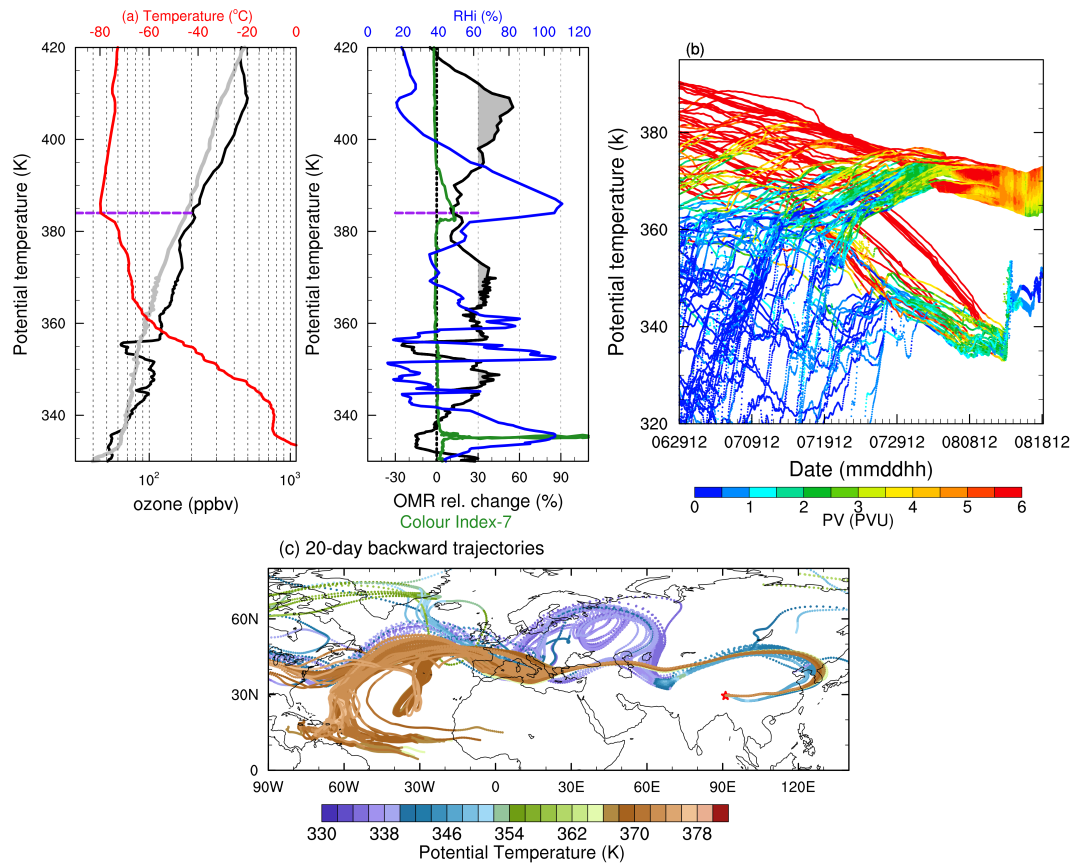 (a) Temperature (°C)
-80 -60 -40 -20 0
420
400
380
360
340
Potential temperature (K)
10² 10³
ozone (ppbv)
RHi (%)
0 20 40 60 80 100 120
420
400
380
360
340
Potential temperature (K)
-30 0 30 60 90
OMR rel. change (%)
Colour Index-7
(b)
380
360
340
320
Potential temperature (k)
062912 070912 071912 072912 080812 081812
Date (mmddhh)
0 1 2 3 4 5 6
PV (PVU)
(c) 20-day backward trajectories
60N
30N
0
90W 60W 30W 0 30E 60E 90E 120E
330 338 346 354 362 370 378
Potential Temperature (K)